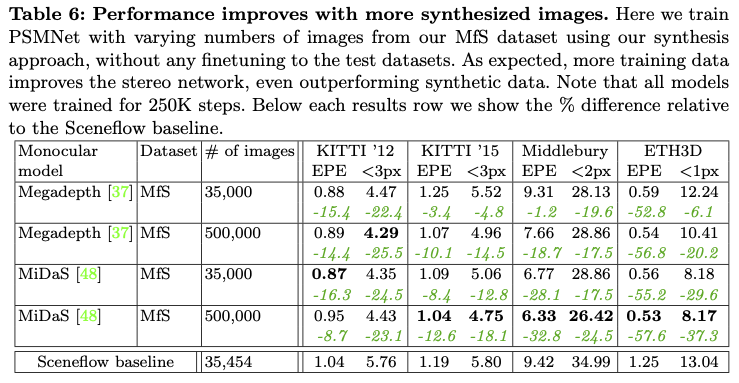 Table 6: Performance improves with more synthesized images. Here we train
PSMNet with varying numbers of images from our MfS dataset using our synthesis
approach, without any finetuning to the test datasets. As expected, more training data
improves the stereo network, even outperforming synthetic data. Note that all models
were trained for 250K steps. Below each results row we show the % difference relative
to the Sceneflow baseline.
Monocular Dataset # of images KITTI '12 KITTI '15 Middlebury ETH3D
model EPE <3px EPE <3px EPE <2px EPE <1px
Megadepth [37] MfS 35,000 0.88 4.47 1.25 5.52 9.31 28.13 0.59 12.24
-15.4 -22.4 -3.4 -4.8 -1.2 -19.6 -52.8 -6.1
Megadepth [37] MfS 500,000 0.89 4.29 1.07 4.96 7.66 28.86 0.54 10.41
-14.4 -25.5 -10.1 -14.5 -18.7 -17.5 -56.8 -20.2
MiDaS [48] MfS 35,000 0.87 4.35 1.09 5.06 6.77 28.86 0.56 8.18
-16.3 -24.5 -8.4 -12.8 -28.1 -17.5 -55.2 -29.6
MiDaS [48] MfS 500,000 0.95 4.43 1.04 4.75 6.33 26.42 0.53 8.17
-8.7 -23.1 -12.6 -18.1 -32.8 -24.5 -57.6 -37.3
Sceneflow baseline 35,454 1.04 5.76 1.19 5.80 9.42 34.99 1.25 13.04